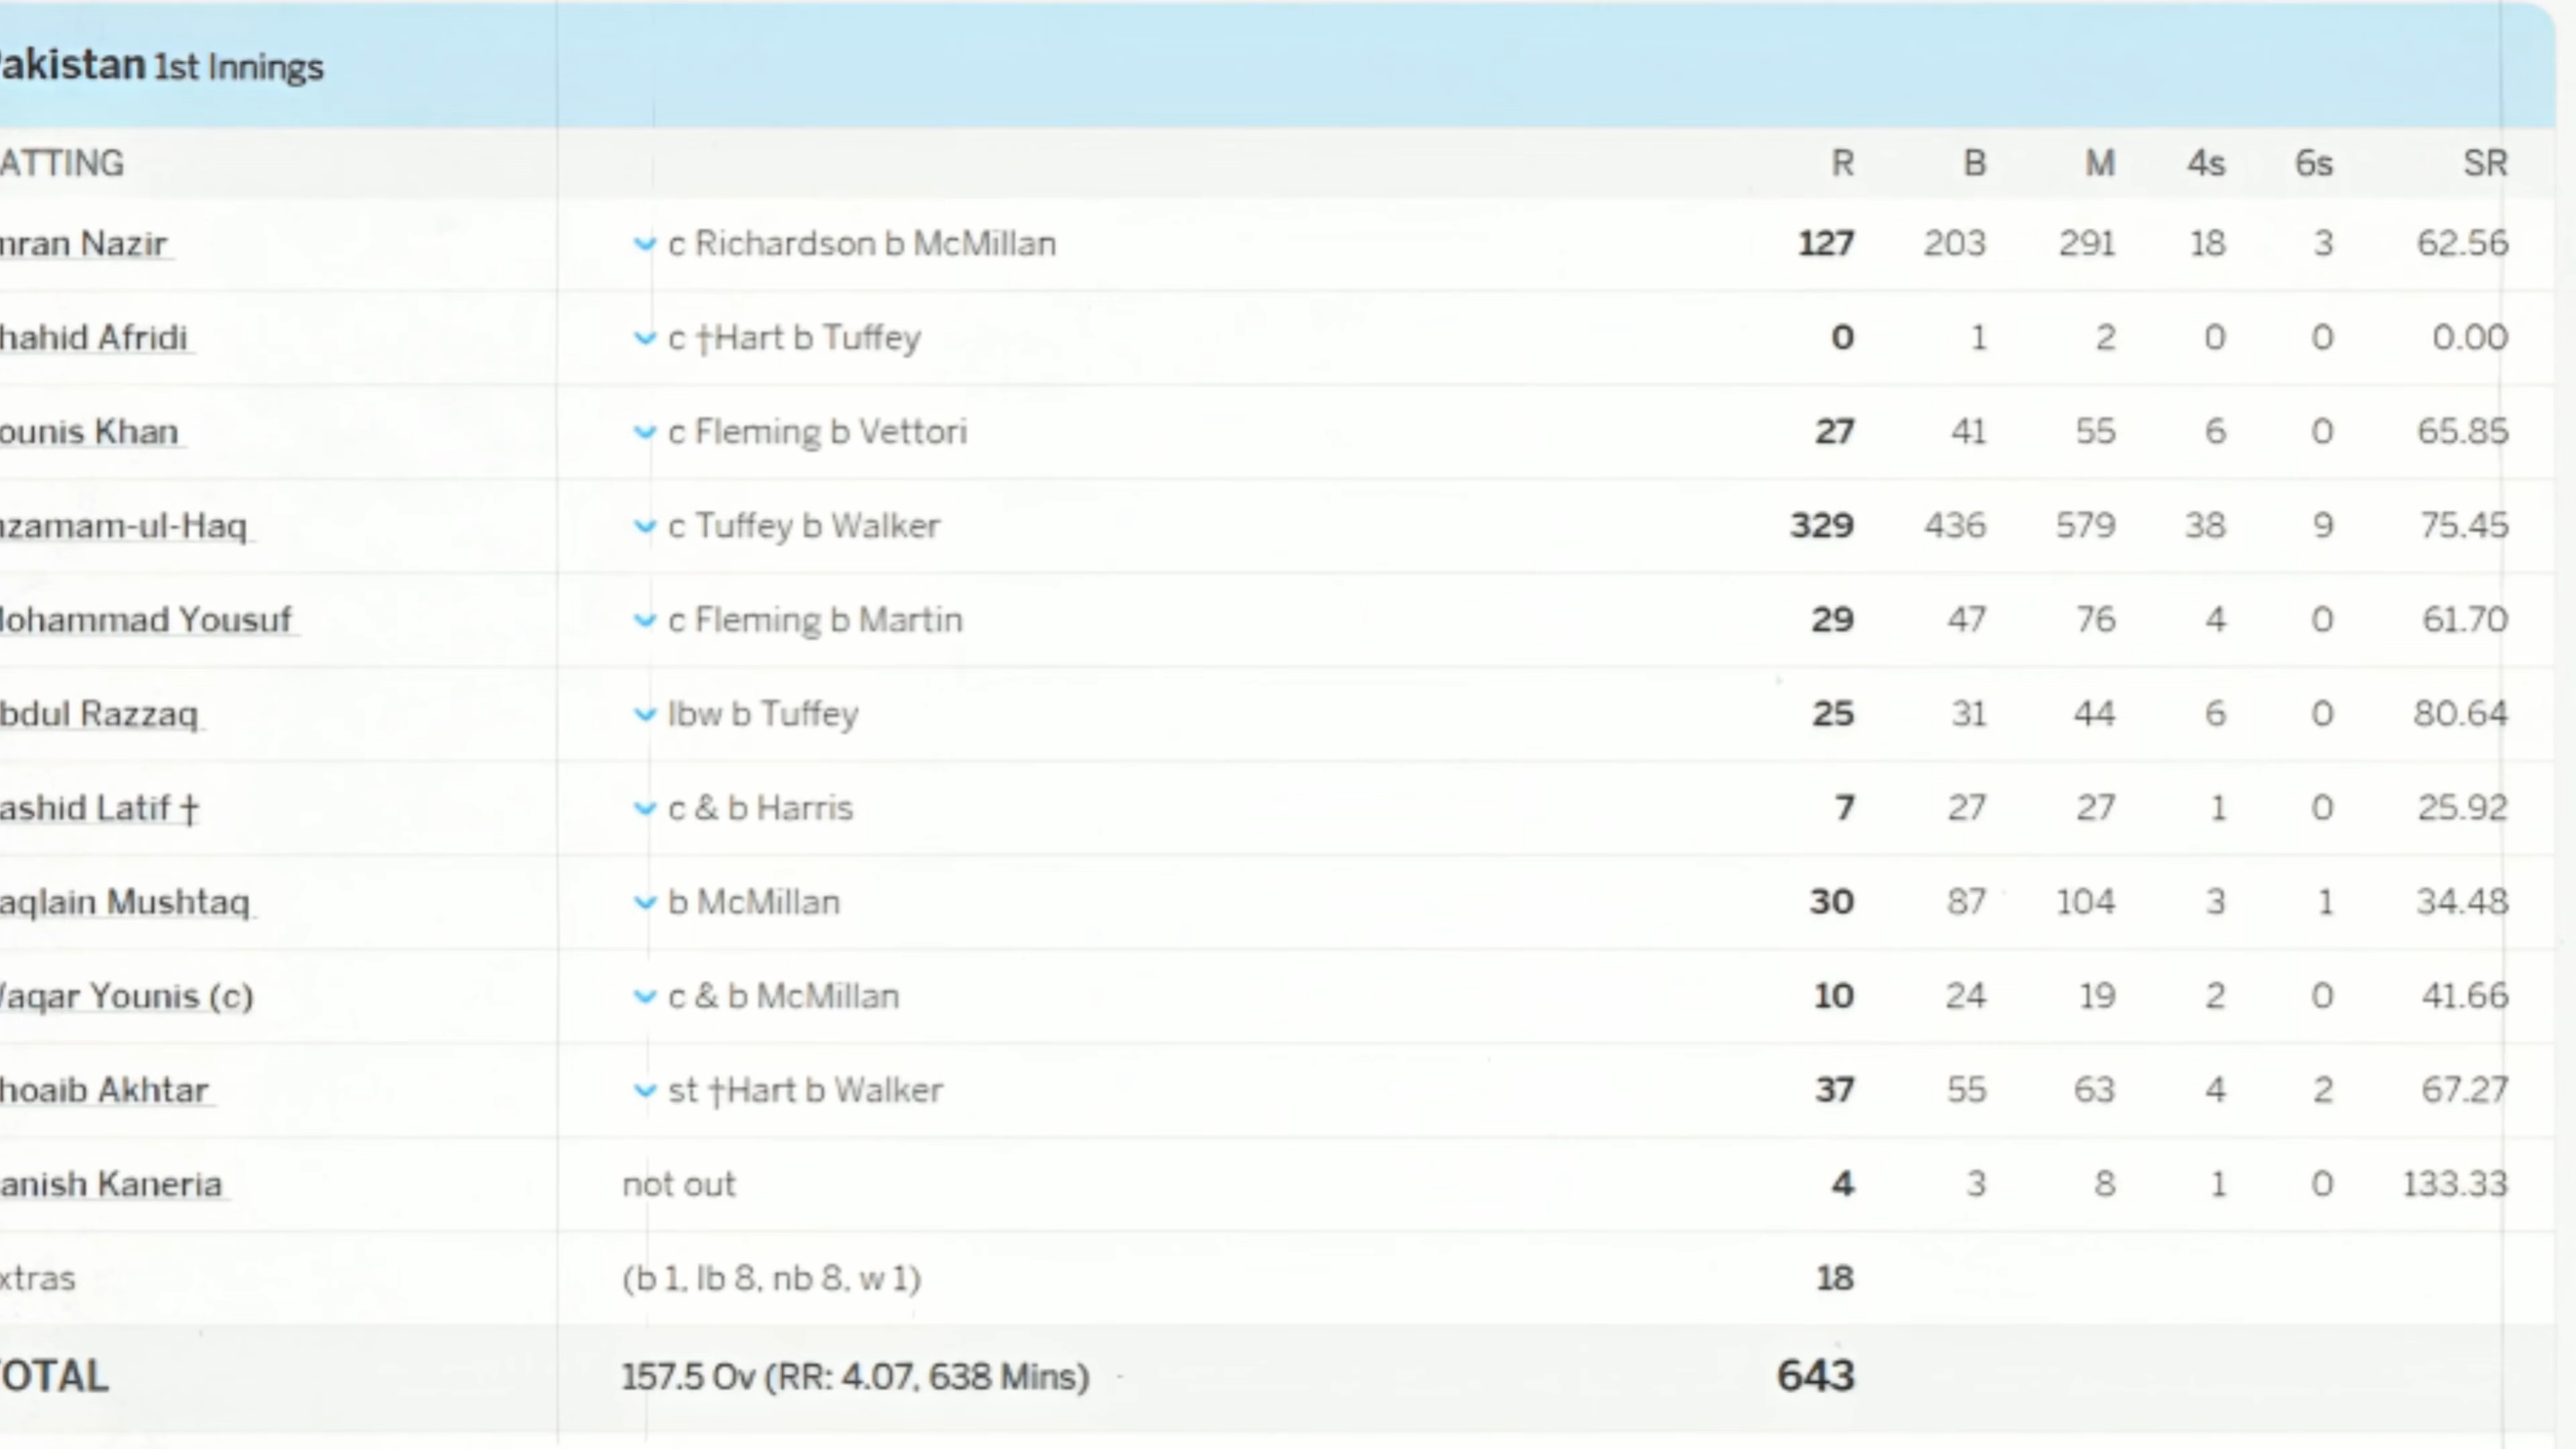 akistan 1st Innings
ATTING R B M 4s 6s SR
mran Nazir c Richardson b McMillan 127 203 291 18 3 62.56
hahid Afridi c †Hart b Tuffey 0 1 2 0 0 0.00
ounis Khan c Fleming b Vettori 27 41 55 6 0 65.85
nzamam-ul-Haq c Tuffey b Walker 329 436 579 38 9 75.45
Mohammad Yousuf c Fleming b Martin 29 47 76 4 0 61.70
bdul Razzaq lbw b Tuffey 25 31 44 6 0 80.64
ashid Latif † c & b Harris 7 27 27 1 0 25.92
aqlain Mushtaq b McMillan 30 87 104 3 1 34.48
Waqar Younis (c) c & b McMillan 10 24 19 2 0 41.66
hoaib Akhtar st †Hart b Walker 37 55 63 4 2 67.27
anish Kaneria not out 4 3 8 1 0 133.33
xtras (b 1, lb 8, nb 8, w 1) 18
TOTAL 157.5 Ov (RR: 4.07, 638 Mins) 643